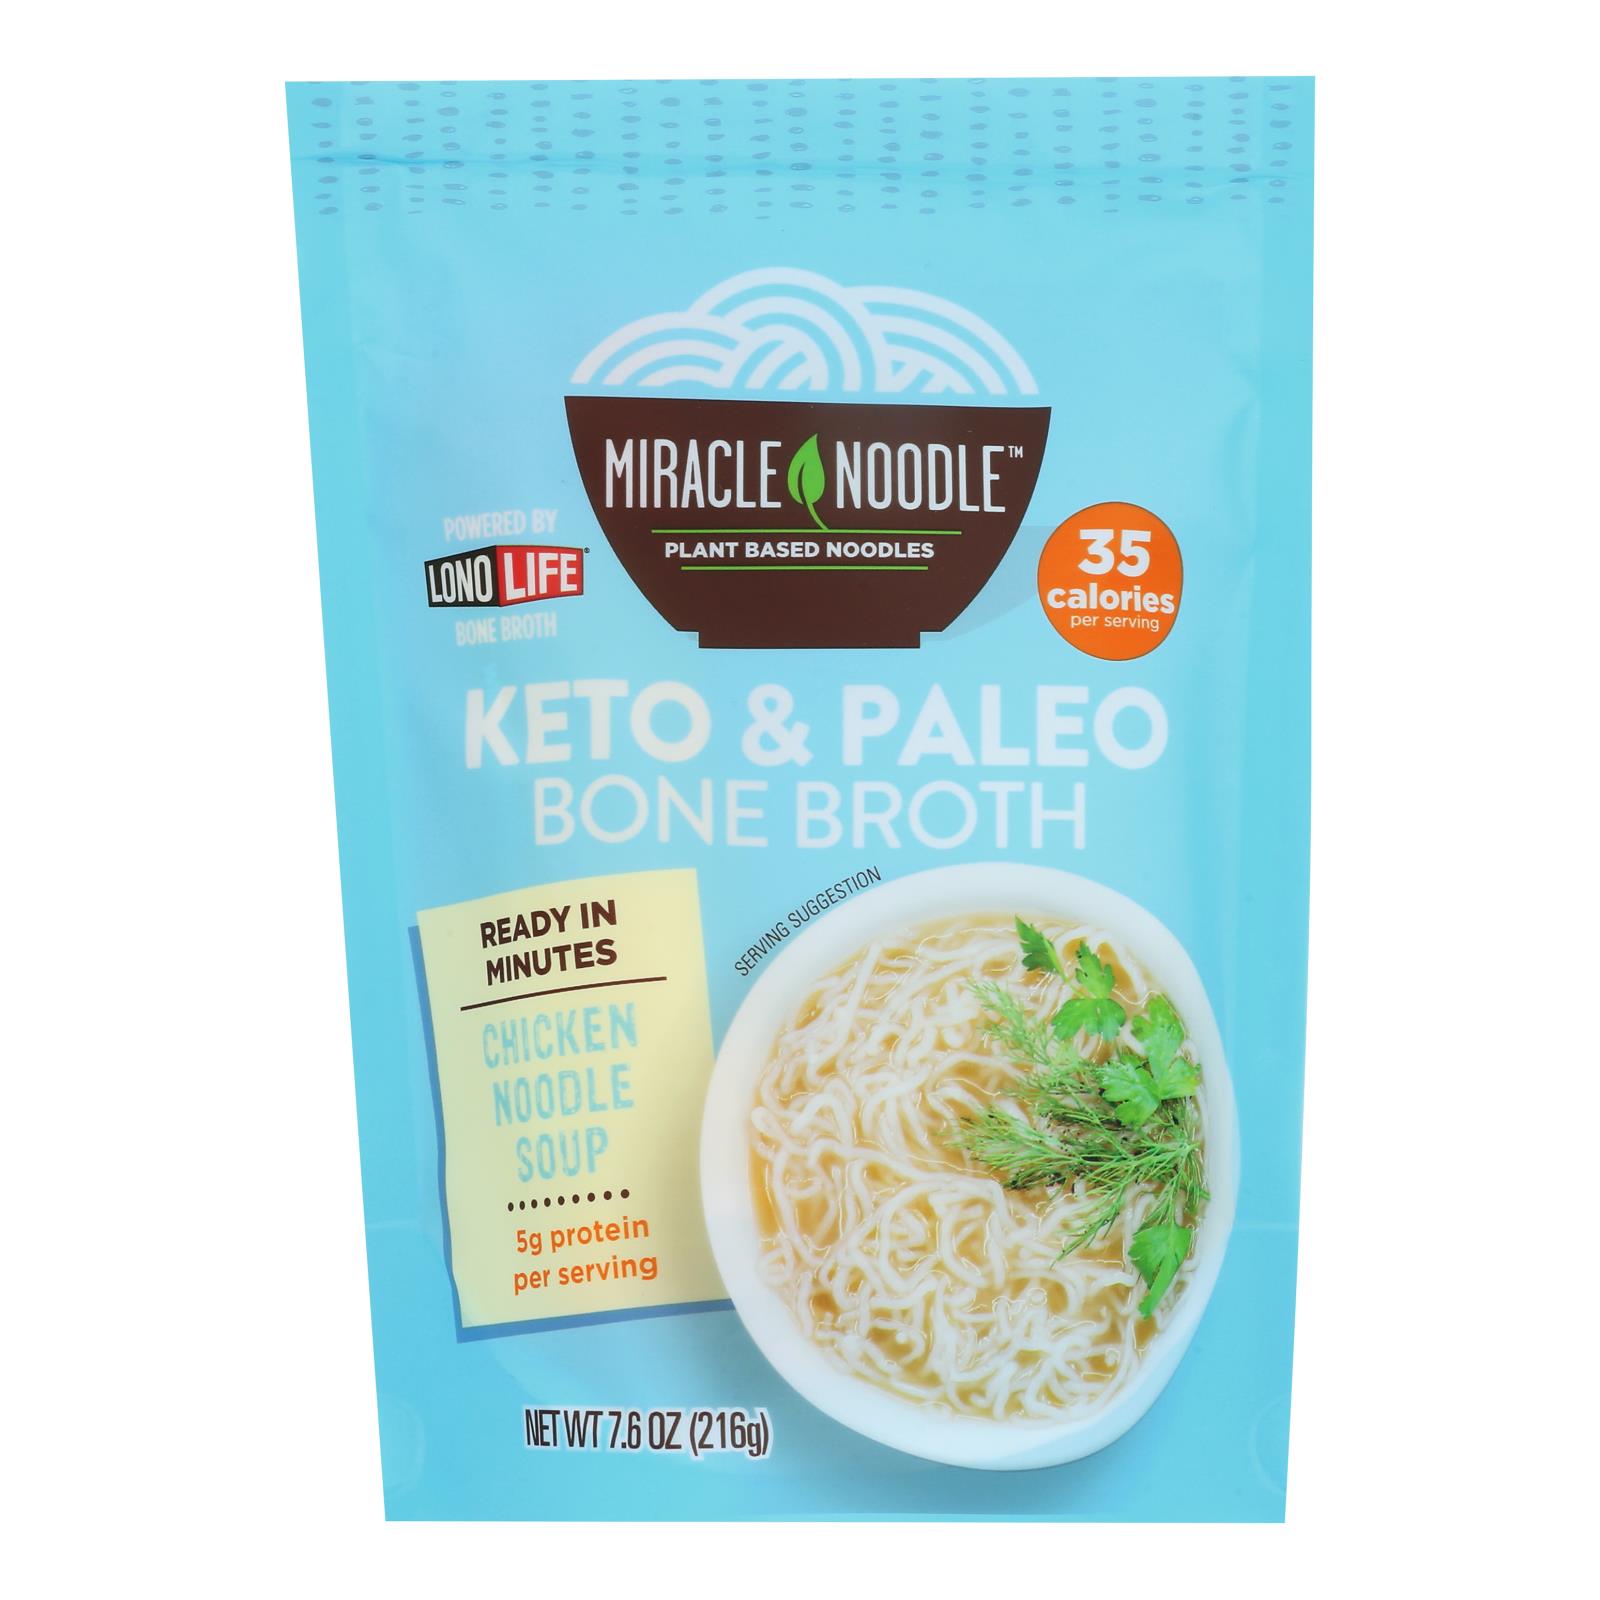 MIRACLE NOODLE™
PLANT BASED NOODLES
POWERED BY
LONO LIFE®
BONE BROTH
35
calories
per serving
KETO & PALEO
BONE BROTH
SERVING SUGGESTION
READY IN
MINUTES
CHICKEN
NOODLE
SOUP
5g protein
per serving
NET WT 7.6 OZ (216g)